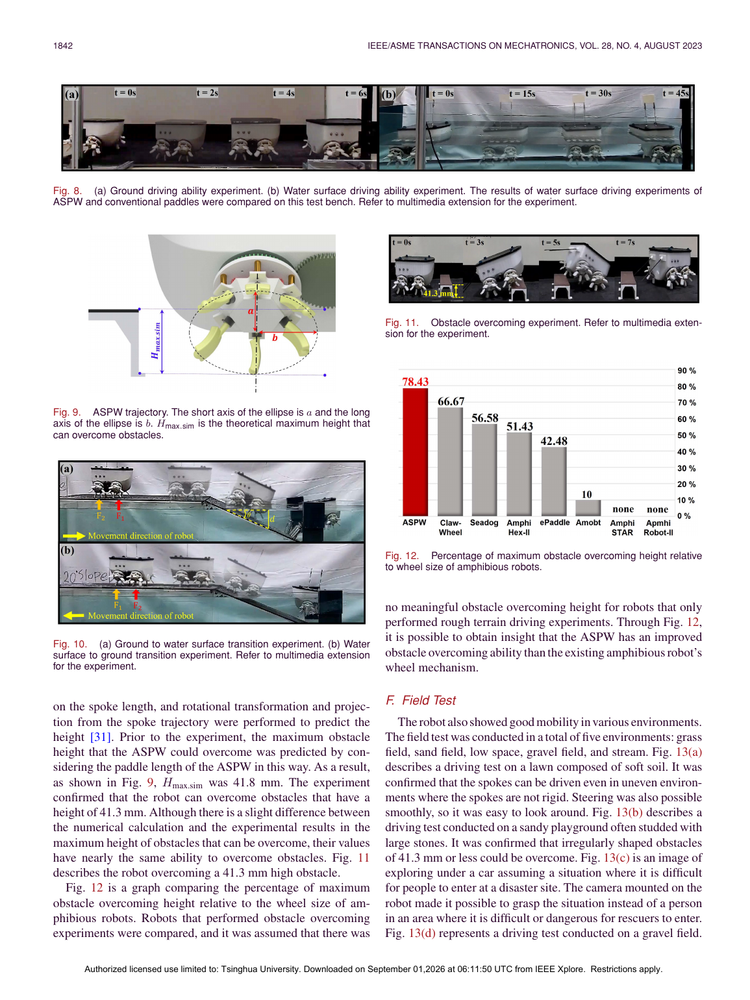 1842
IEEE/ASME TRANSACTIONS ON MECHATRONICS, VOL. 28, NO. 4, AUGUST 2023
(a)
t = 0s
t = 2s
t = 4s
t = 6s
(b)
t = 0s
t = 15s
t = 30s
t = 45s
Fig. 8. (a) Ground driving ability experiment. (b) Water surface driving ability experiment. The results of water surface driving experiments of
ASPW and conventional paddles were compared on this test bench. Refer to multimedia extension for the experiment.
H max.sim
a
b
Fig. 9. ASPW trajectory. The short axis of the ellipse is a and the long
axis of the ellipse is b. Hmax.sim is the theoretical maximum height that
can overcome obstacles.
(a)
F2
F1
θ
d
Movement direction of robot
(b)
20°Slope
F1
F2
Movement direction of robot
Fig. 10. (a) Ground to water surface transition experiment. (b) Water
surface to ground transition experiment. Refer to multimedia extension
for the experiment.
on the spoke length, and rotational transformation and projec-
tion from the spoke trajectory were performed to predict the
height [31]. Prior to the experiment, the maximum obstacle
height that the ASPW could overcome was predicted by con-
sidering the paddle length of the ASPW in this way. As a result,
as shown in Fig. 9, Hmax.sim was 41.8 mm. The experiment
confirmed that the robot can overcome obstacles that have a
height of 41.3 mm. Although there is a slight difference between
the numerical calculation and the experimental results in the
maximum height of obstacles that can be overcome, their values
have nearly the same ability to overcome obstacles. Fig. 11
describes the robot overcoming a 41.3 mm high obstacle.
Fig. 12 is a graph comparing the percentage of maximum
obstacle overcoming height relative to the wheel size of am-
phibious robots. Robots that performed obstacle overcoming
experiments were compared, and it was assumed that there was
t = 0s
t = 3s
t = 5s
t = 7s
41.3 mm
Fig. 11. Obstacle overcoming experiment. Refer to multimedia exten-
sion for the experiment.
78.43
66.67
56.58
51.43
42.48
10
none
none
90 %
80 %
70 %
60 %
50 %
40 %
30 %
20 %
10 %
0 %
ASPW
Claw-
Wheel
Seadog
Amphi
Hex-II
ePaddle
Amobt
Amphi
STAR
Apmhi
Robot-II
Fig. 12. Percentage of maximum obstacle overcoming height relative
to wheel size of amphibious robots.
no meaningful obstacle overcoming height for robots that only
performed rough terrain driving experiments. Through Fig. 12,
it is possible to obtain insight that the ASPW has an improved
obstacle overcoming ability than the existing amphibious robot's
wheel mechanism.
F. Field Test
The robot also showed good mobility in various environments.
The field test was conducted in a total of five environments: grass
field, sand field, low space, gravel field, and stream. Fig. 13(a)
describes a driving test on a lawn composed of soft soil. It was
confirmed that the spokes can be driven even in uneven environ-
ments where the spokes are not rigid. Steering was also possible
smoothly, so it was easy to look around. Fig. 13(b) describes a
driving test conducted on a sandy playground often studded with
large stones. It was confirmed that irregularly shaped obstacles
of 41.3 mm or less could be overcome. Fig. 13(c) is an image of
exploring under a car assuming a situation where it is difficult
for people to enter at a disaster site. The camera mounted on the
robot made it possible to grasp the situation instead of a person
in an area where it is difficult or dangerous for rescuers to enter.
Fig. 13(d) represents a driving test conducted on a gravel field.
Authorized licensed use limited to: Tsinghua University. Downloaded on September 01,2026 at 06:11:50 UTC from IEEE Xplore. Restrictions apply.